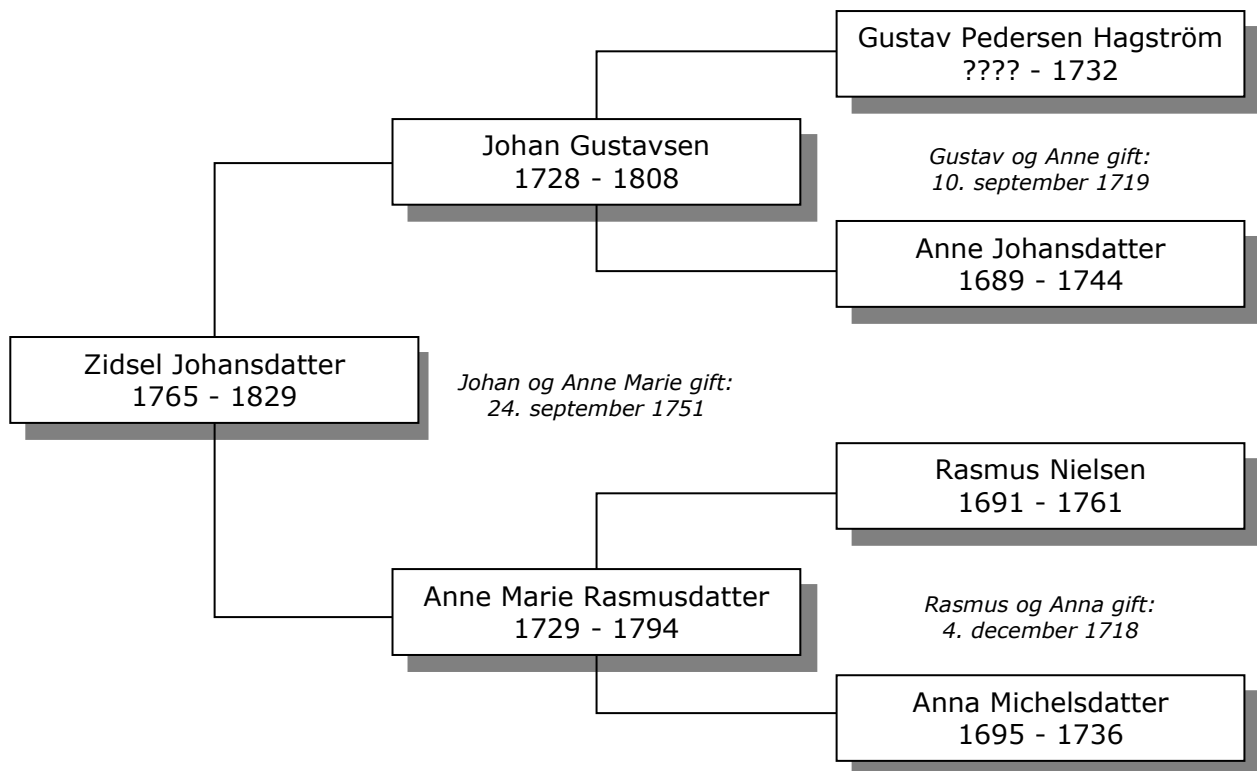 Gustav Pedersen Hagström
???? - 1732
Johan Gustavsen
1728 - 1808
Gustav og Anne gift:
10. september 1719
Anne Johansdatter
1689 - 1744
Zidsel Johansdatter
1765 - 1829
Johan og Anne Marie gift:
24. september 1751
Rasmus Nielsen
1691 - 1761
Anne Marie Rasmusdatter
1729 - 1794
Rasmus og Anna gift:
4. december 1718
Anna Michelsdatter
1695 - 1736